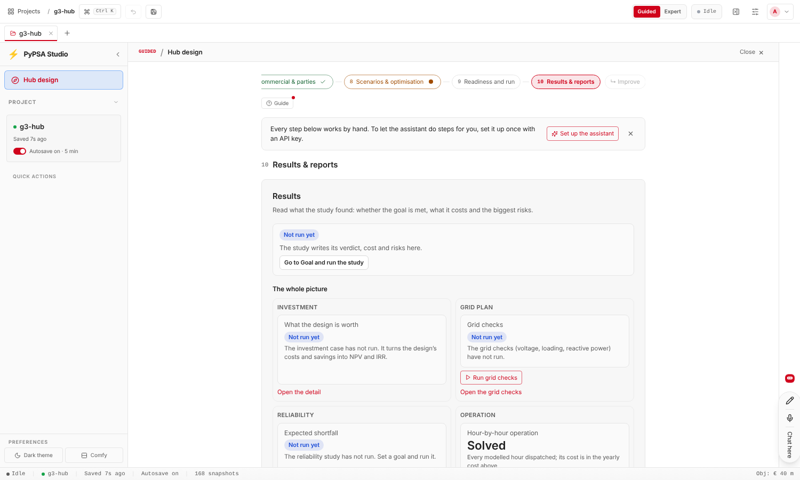 Projects / g3-hub Ctrl K
Guided Expert Idle A
g3-hub
PyPSA Studio
GUIDED / Hub design Close
Hub design
PROJECT
g3-hub
Saved 7s ago
Autosave on · 5 min
QUICK ACTIONS
ommercial & parties
8 Scenarios & optimisation
9 Readiness and run
10 Results & reports
Improve
Guide
Every step below works by hand. To let the assistant do steps for you, set it up once with
an API key.
Set up the assistant
10 Results & reports
Results
Read what the study found: whether the goal is met, what it costs and the biggest risks.
Not run yet
The study writes its verdict, cost and risks here.
Go to Goal and run the study
The whole picture
INVESTMENT
What the design is worth
Not run yet
The investment case has not run. It turns the design's
costs and savings into NPV and IRR.
Open the detail
GRID PLAN
Grid checks
Not run yet
The grid checks (voltage, loading, reactive power)
have not run.
Run grid checks
Open the grid checks
RELIABILITY
Expected shortfall
Not run yet
The reliability study has not run. Set a goal and run it.
OPERATION
Hour-by-hour operation
Solved
Every modelled hour dispatched; its cost is in the yearly
cost above.
Chat here
PREFERENCES
Dark theme
Comfy
Idle g3-hub Saved 7s ago Autosave on 168 snapshots